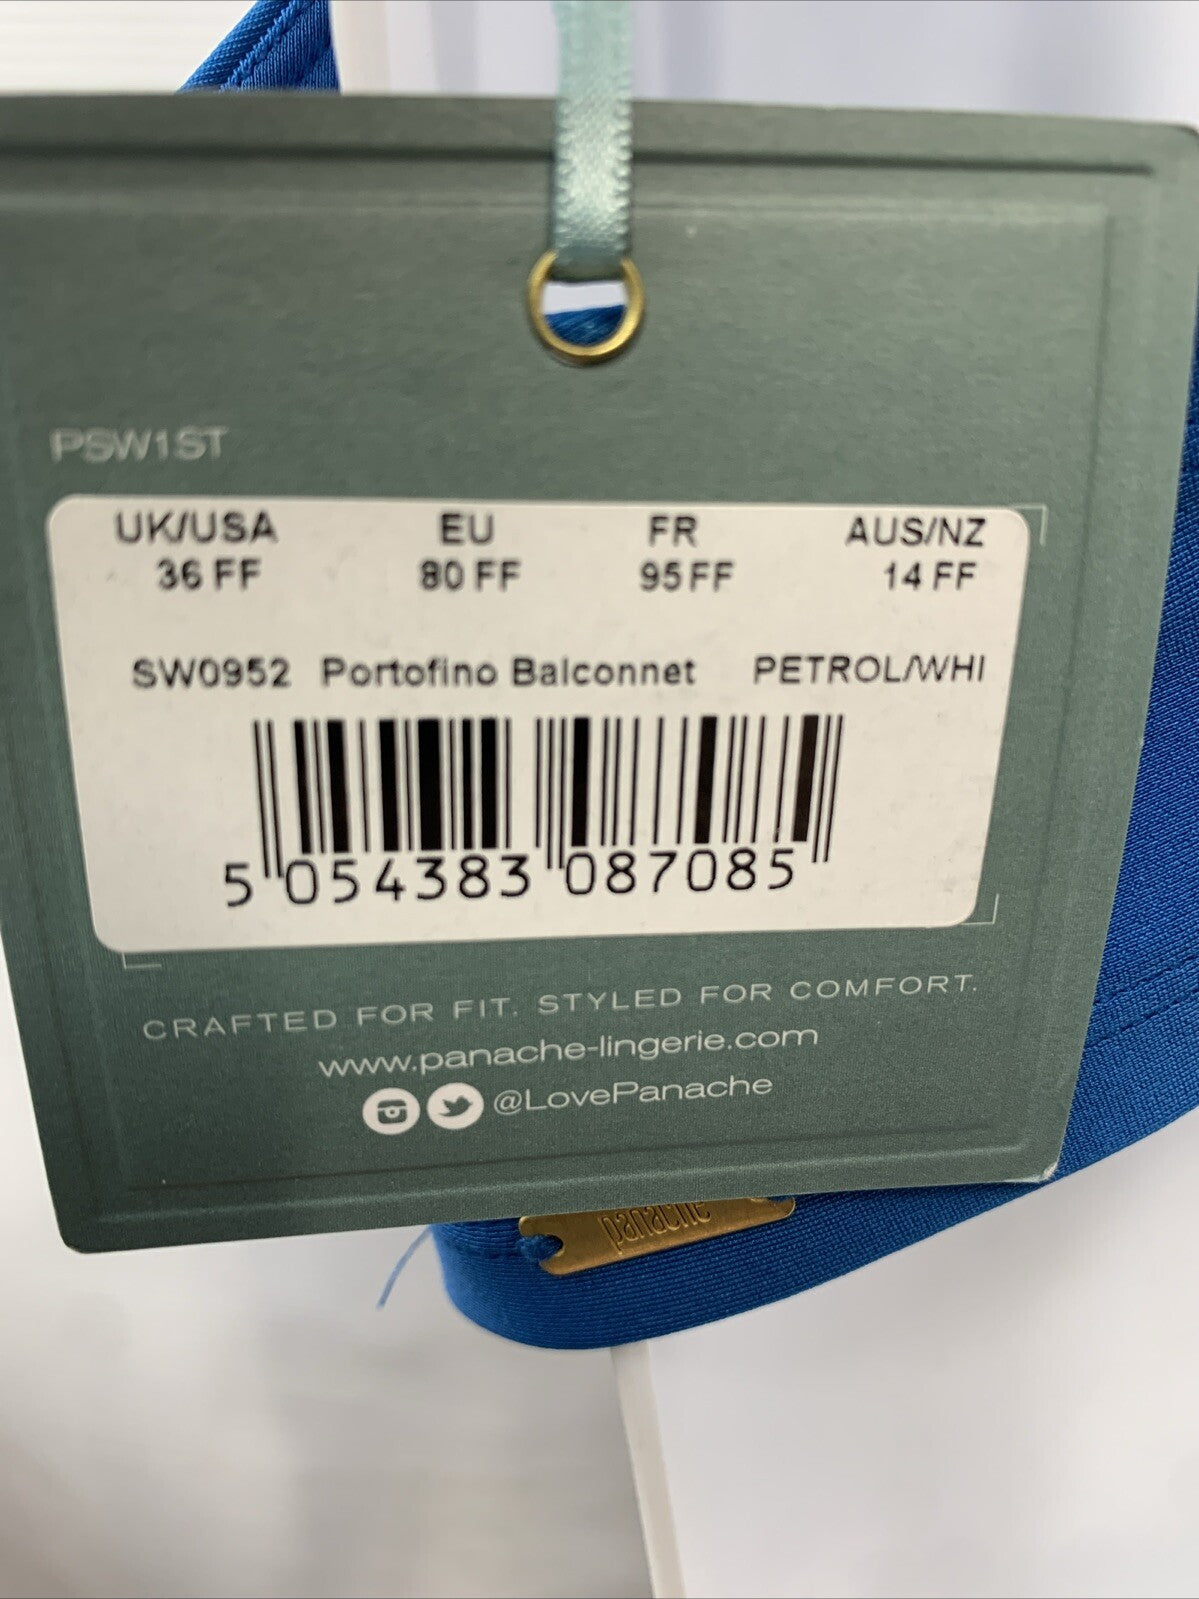 PSW1ST
UK/USA EU FR AUS/NZ
36 FF 80 FF 95 FF 14 FF
SW0952 Portofino Balconnet PETROL/WHI
5 054383 087085
CRAFTED FOR FIT. STYLED FOR COMFORT.
www.panache-lingerie.com
@LovePanache
panache